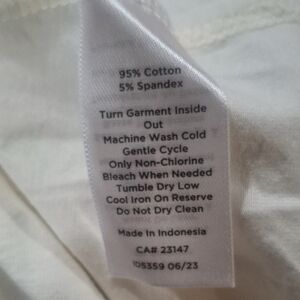 95% Cotton
5% Spandex
Turn Garment Inside
Out
Machine Wash Cold
Gentle Cycle
Only Non-Chlorine
Bleach When Needed
Tumble Dry Low
Cool Iron On Reserve
Do Not Dry Clean
Made In Indonesia
CA# 23147
IDS359 06/23